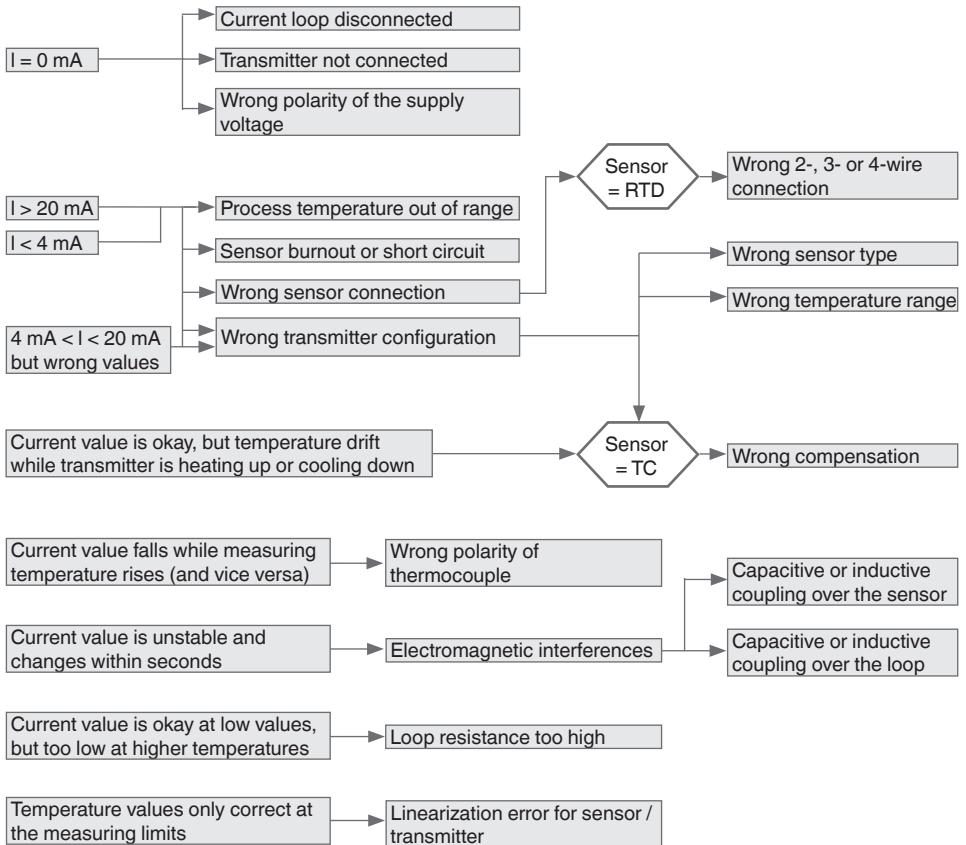 Current loop disconnected
I = 0 mA
Transmitter not connected
Wrong polarity of the supply
voltage
Sensor
= RTD
Wrong 2-, 3- or 4-wire
connection
I > 20 mA
Process temperature out of range
I < 4 mA
Sensor burnout or short circuit
Wrong sensor type
Wrong sensor connection
Wrong temperature range
4 mA < I < 20 mA
but wrong values
Wrong transmitter configuration
Current value is okay, but temperature drift
while transmitter is heating up or cooling down
Sensor
= TC
Wrong compensation
Current value falls while measuring
temperature rises (and vice versa)
Wrong polarity of
thermocouple
Capacitive or inductive
coupling over the sensor
Current value is unstable and
changes within seconds
Electromagnetic interferences
Capacitive or inductive
coupling over the loop
Current value is okay at low values,
but too low at higher temperatures
Loop resistance too high
Temperature values only correct at
the measuring limits
Linearization error for sensor /
transmitter